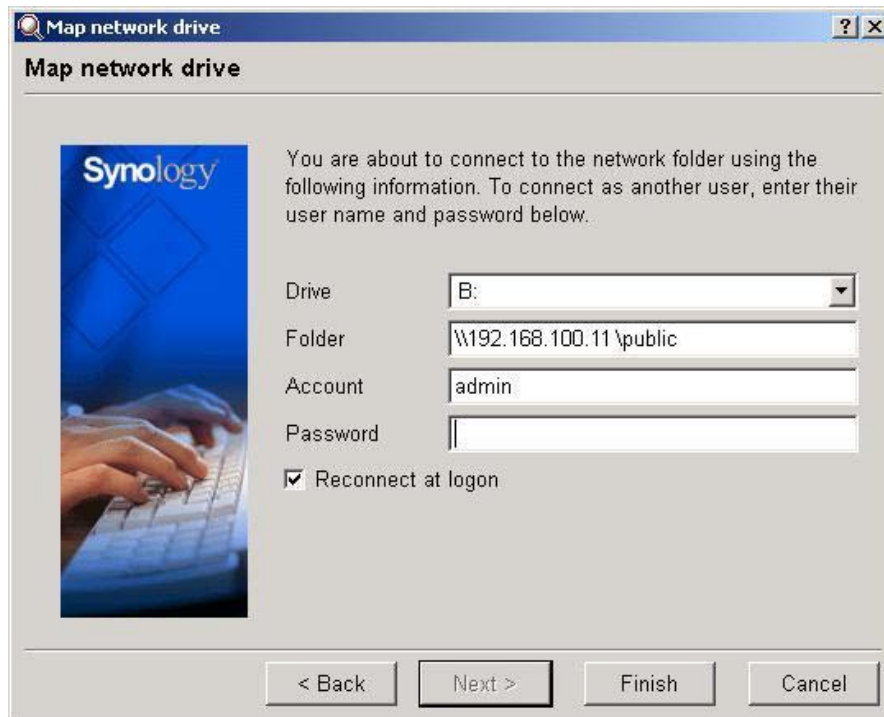 Map network drive
Map network drive
Synology
You are about to connect to the network folder using the
following information. To connect as another user, enter their
user name and password below.
Drive B:
Folder \\192.168.100.11\public
Account admin
Password
Reconnect at logon
< Back Next > Finish Cancel